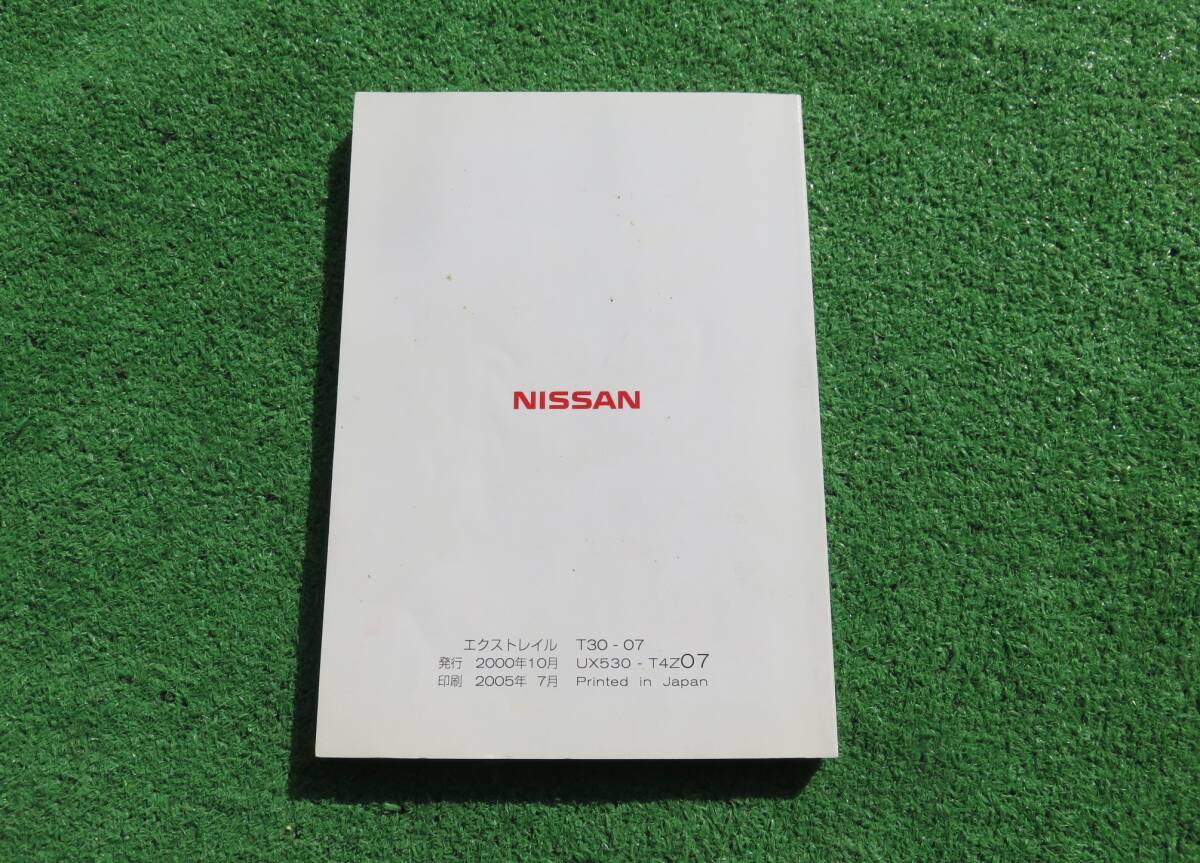 NISSAN
エクストレイル T30 - 07
発行 2000年10月 UX530 - T4Z07
印刷 2005年 7月 Printed in Japan